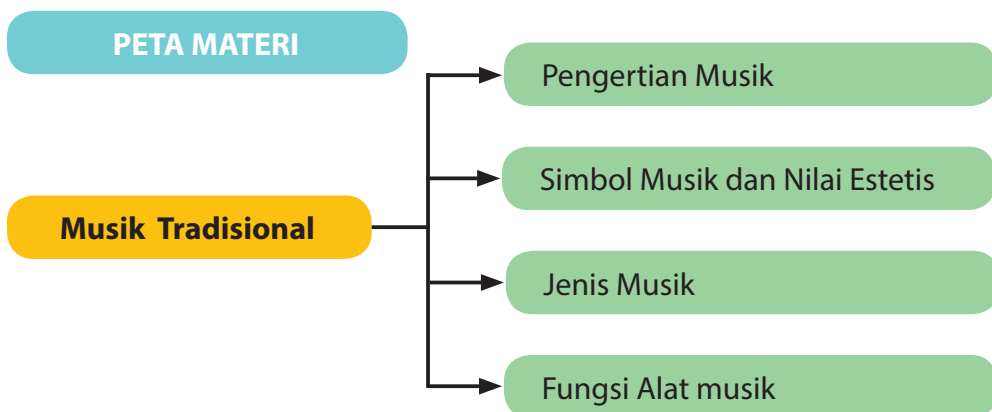 PETA MATERI
Musik Tradisional
Pengertian Musik
Simbol Musik dan Nilai Estetis
Jenis Musik
Fungsi Alat musik